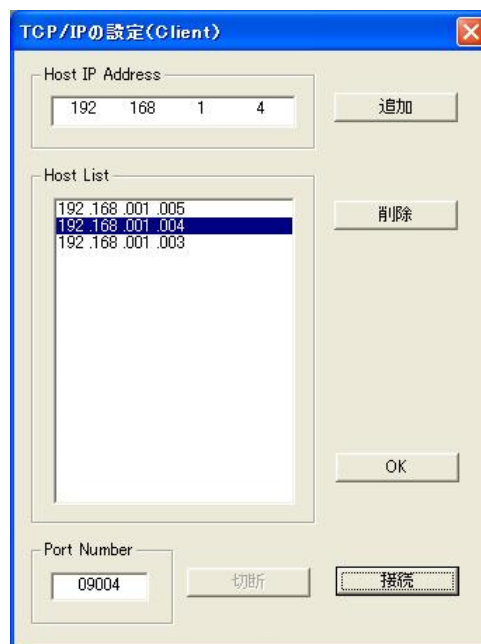 TCP/IPの設定(Client)
Host IP Address
192 168 1 4
追加
Host List
192 .168 .001 .005
192 .168 .001 .004
192 .168 .001 .003
削除
OK
Port Number
09004
切断
接続